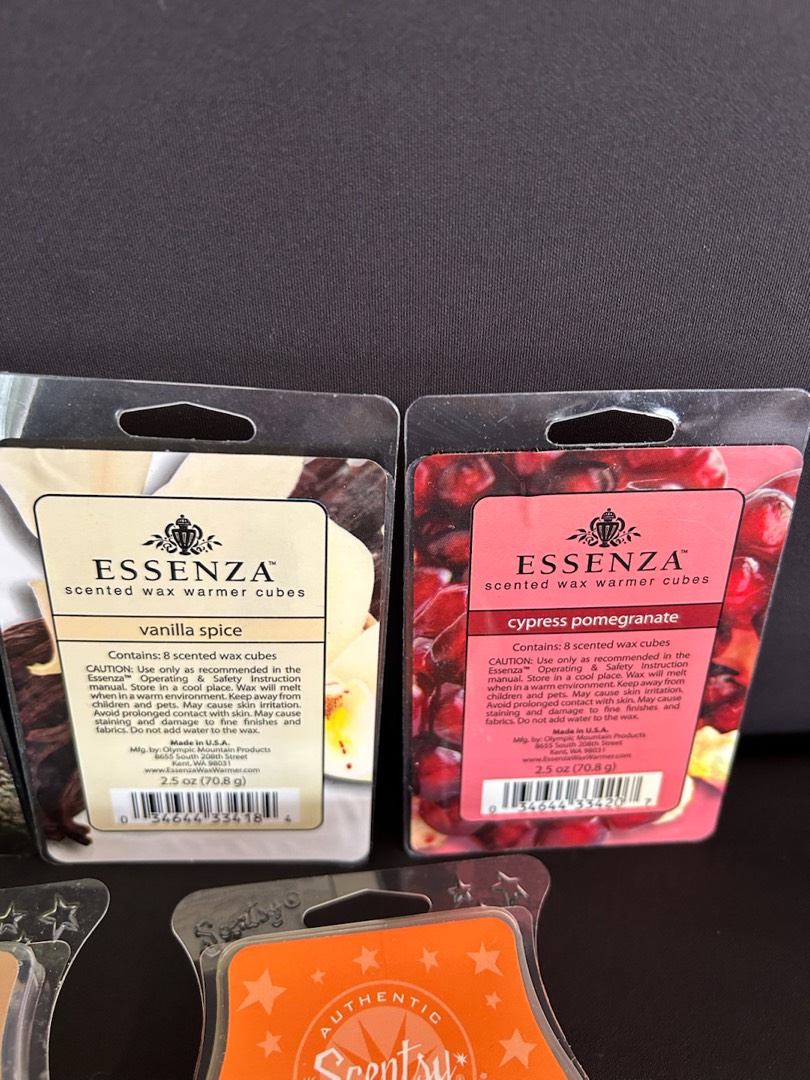 ESSENZA™
scented wax warmer cubes
vanilla spice
Contains: 8 scented wax cubes
CAUTION: Use only as recommended in the
Essenza™ Operating & Safety Instruction
manual. Store in a cool place. Wax will melt
when in a warm environment. Keep away from
children and pets. May cause skin irritation.
Avoid prolonged contact with skin. May cause
staining and damage to fine finishes and
fabrics. Do not add water to the wax.
Made in U.S.A.
Mfg. by: Olympic Mountain Products
8655 South 208th Street
Kent, WA 98031
www.EssenzaWaxWarmer.com
2.5 oz (70.8 g)
0 34644 33418 4
ESSENZA™
scented wax warmer cubes
cypress pomegranate
Contains: 8 scented wax cubes
CAUTION: Use only as recommended in the
Essenza™ Operating & Safety Instruction
manual. Store in a cool place. Wax will melt
when in a warm environment. Keep away from
children and pets. May cause skin irritation.
Avoid prolonged contact with skin. May cause
staining and damage to fine finishes and
fabrics. Do not add water to the wax.
Made in U.S.A.
Mfg. by: Olympic Mountain Products
8655 South 208th Street
Kent, WA 98031
www.EssenzaWaxWarmer.com
2.5 oz (70.8 g)
0 34644 33420 7
Scentsy®
AUTHENTIC
Scentsy